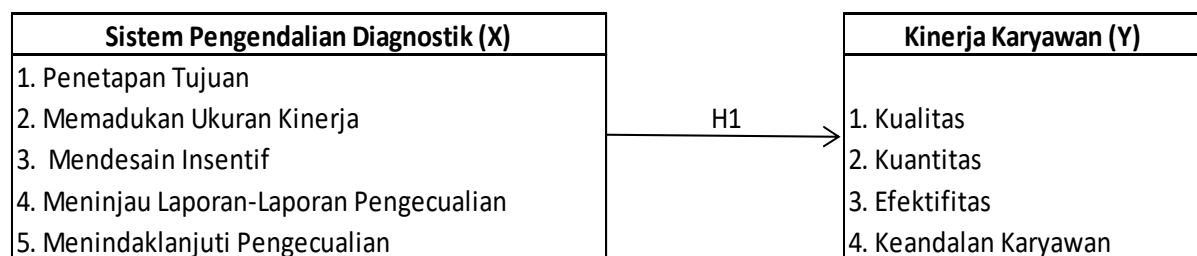 Sistem Pengendalian Diagnostik (X)
1. Penetapan Tujuan
2. Memadukan Ukuran Kinerja
3. Mendesain Insentif
4. Meninjau Laporan-Laporan Pengecualian
5. Menindaklanjuti Pengecualian
H1
Kinerja Karyawan (Y)
1. Kualitas
2. Kuantitas
3. Efektifitas
4. Keandalan Karyawan